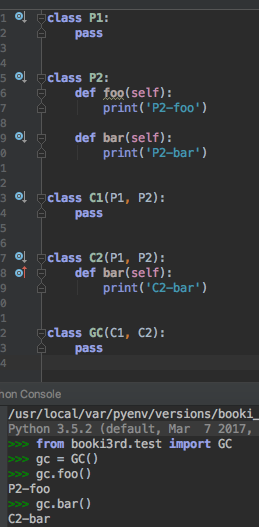 1 class P1:
2     pass
3
4
5 class P2:
6     def foo(self):
7         print('P2-foo')
8
9     def bar(self):
0         print('P2-bar')
1
2
3 class C1(P1, P2):
4     pass
5
6
7 class C2(P1, P2):
8     def bar(self):
9         print('C2-bar')
0
1
2 class GC(C1, C2):
3     pass
4
hon Console
/usr/local/var/pyenv/versions/booki_
Python 3.5.2 (default, Mar  7 2017,
>>> from booki3rd.test import GC
>>> gc = GC()
>>> gc.foo()
P2-foo
>>> gc.bar()
C2-bar